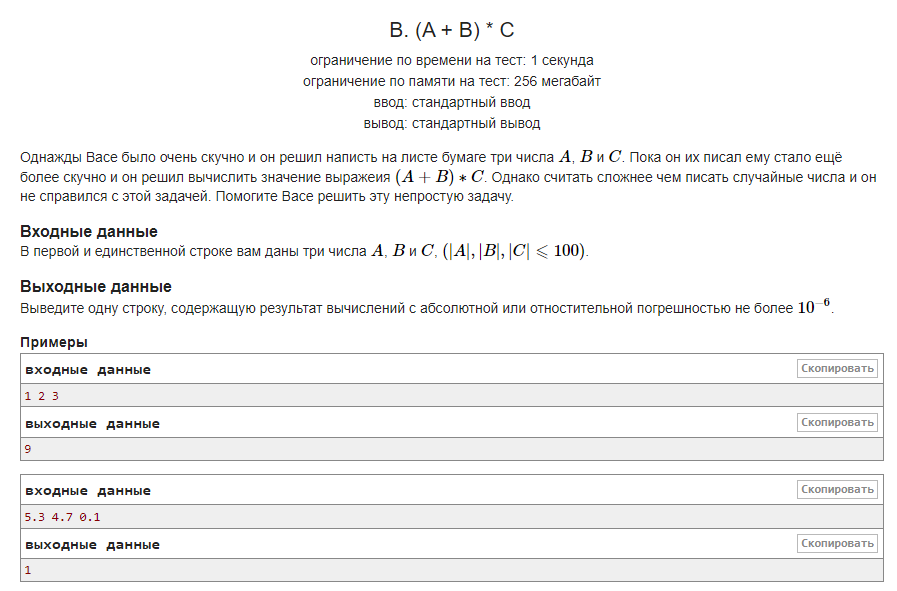 B. (A + B) * C
ограничение по времени на тест: 1 секунда
ограничение по памяти на тест: 256 мегабайт
ввод: стандартный ввод
вывод: стандартный вывод
Однажды Васе было очень скучно и он решил напиcть на листе бумаге три числа A, B и C. Пока он их писал ему стало ещё
более скучно и он решил вычислить значение выражеия (A + B) ∗ C. Однако считать сложнее чем писать случайные числа и он
не справился с этой задачей. Помогите Васе решить эту непростую задачу.
Входные данные
В первой и единственной строке вам даны три числа A, B и C, (|A|, |B|, |C| ⩽ 100).
Выходные данные
Выведите одну строку, содержащую результат вычислений с абсолютной или отностительной погрешностью не более 10⁻⁶.
Примеры
входные данные Скопировать
1 2 3
выходные данные Скопировать
9
входные данные Скопировать
5.3 4.7 0.1
выходные данные Скопировать
1